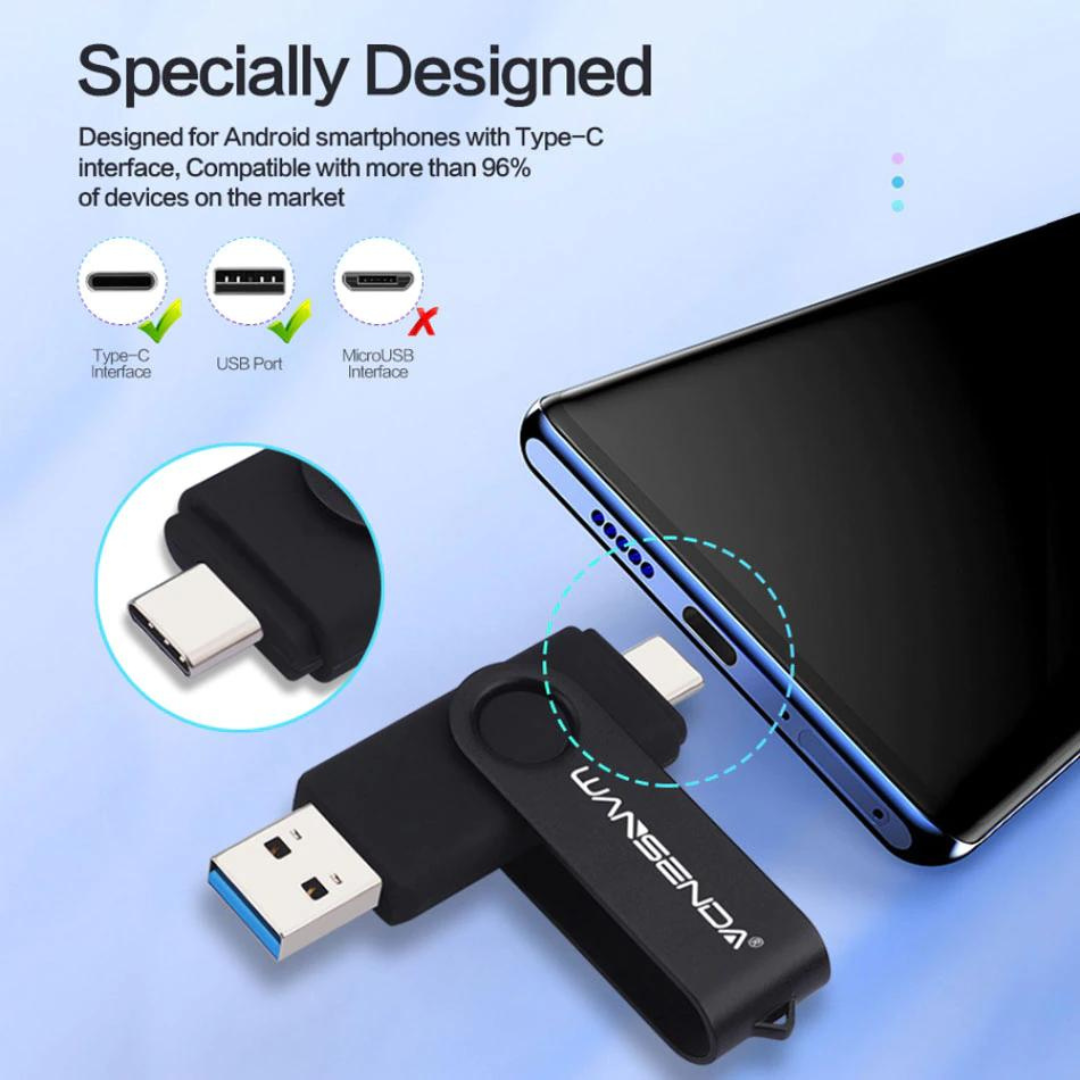 Specially Designed
Designed for Android smartphones with Type-C
interface, Compatible with more than 96%
of devices on the market
Type-C
Interface
USB Port
MicroUSB
Interface
WANSENDA®